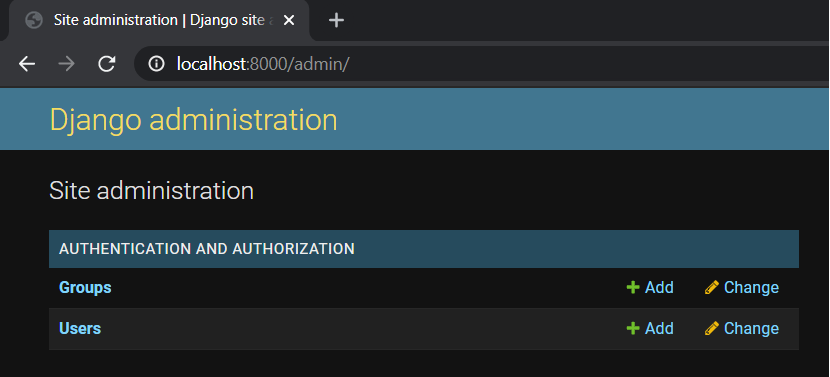 Site administration | Django site
localhost:8000/admin/
Django administration
Site administration
AUTHENTICATION AND AUTHORIZATION
Groups Add Change
Users Add Change